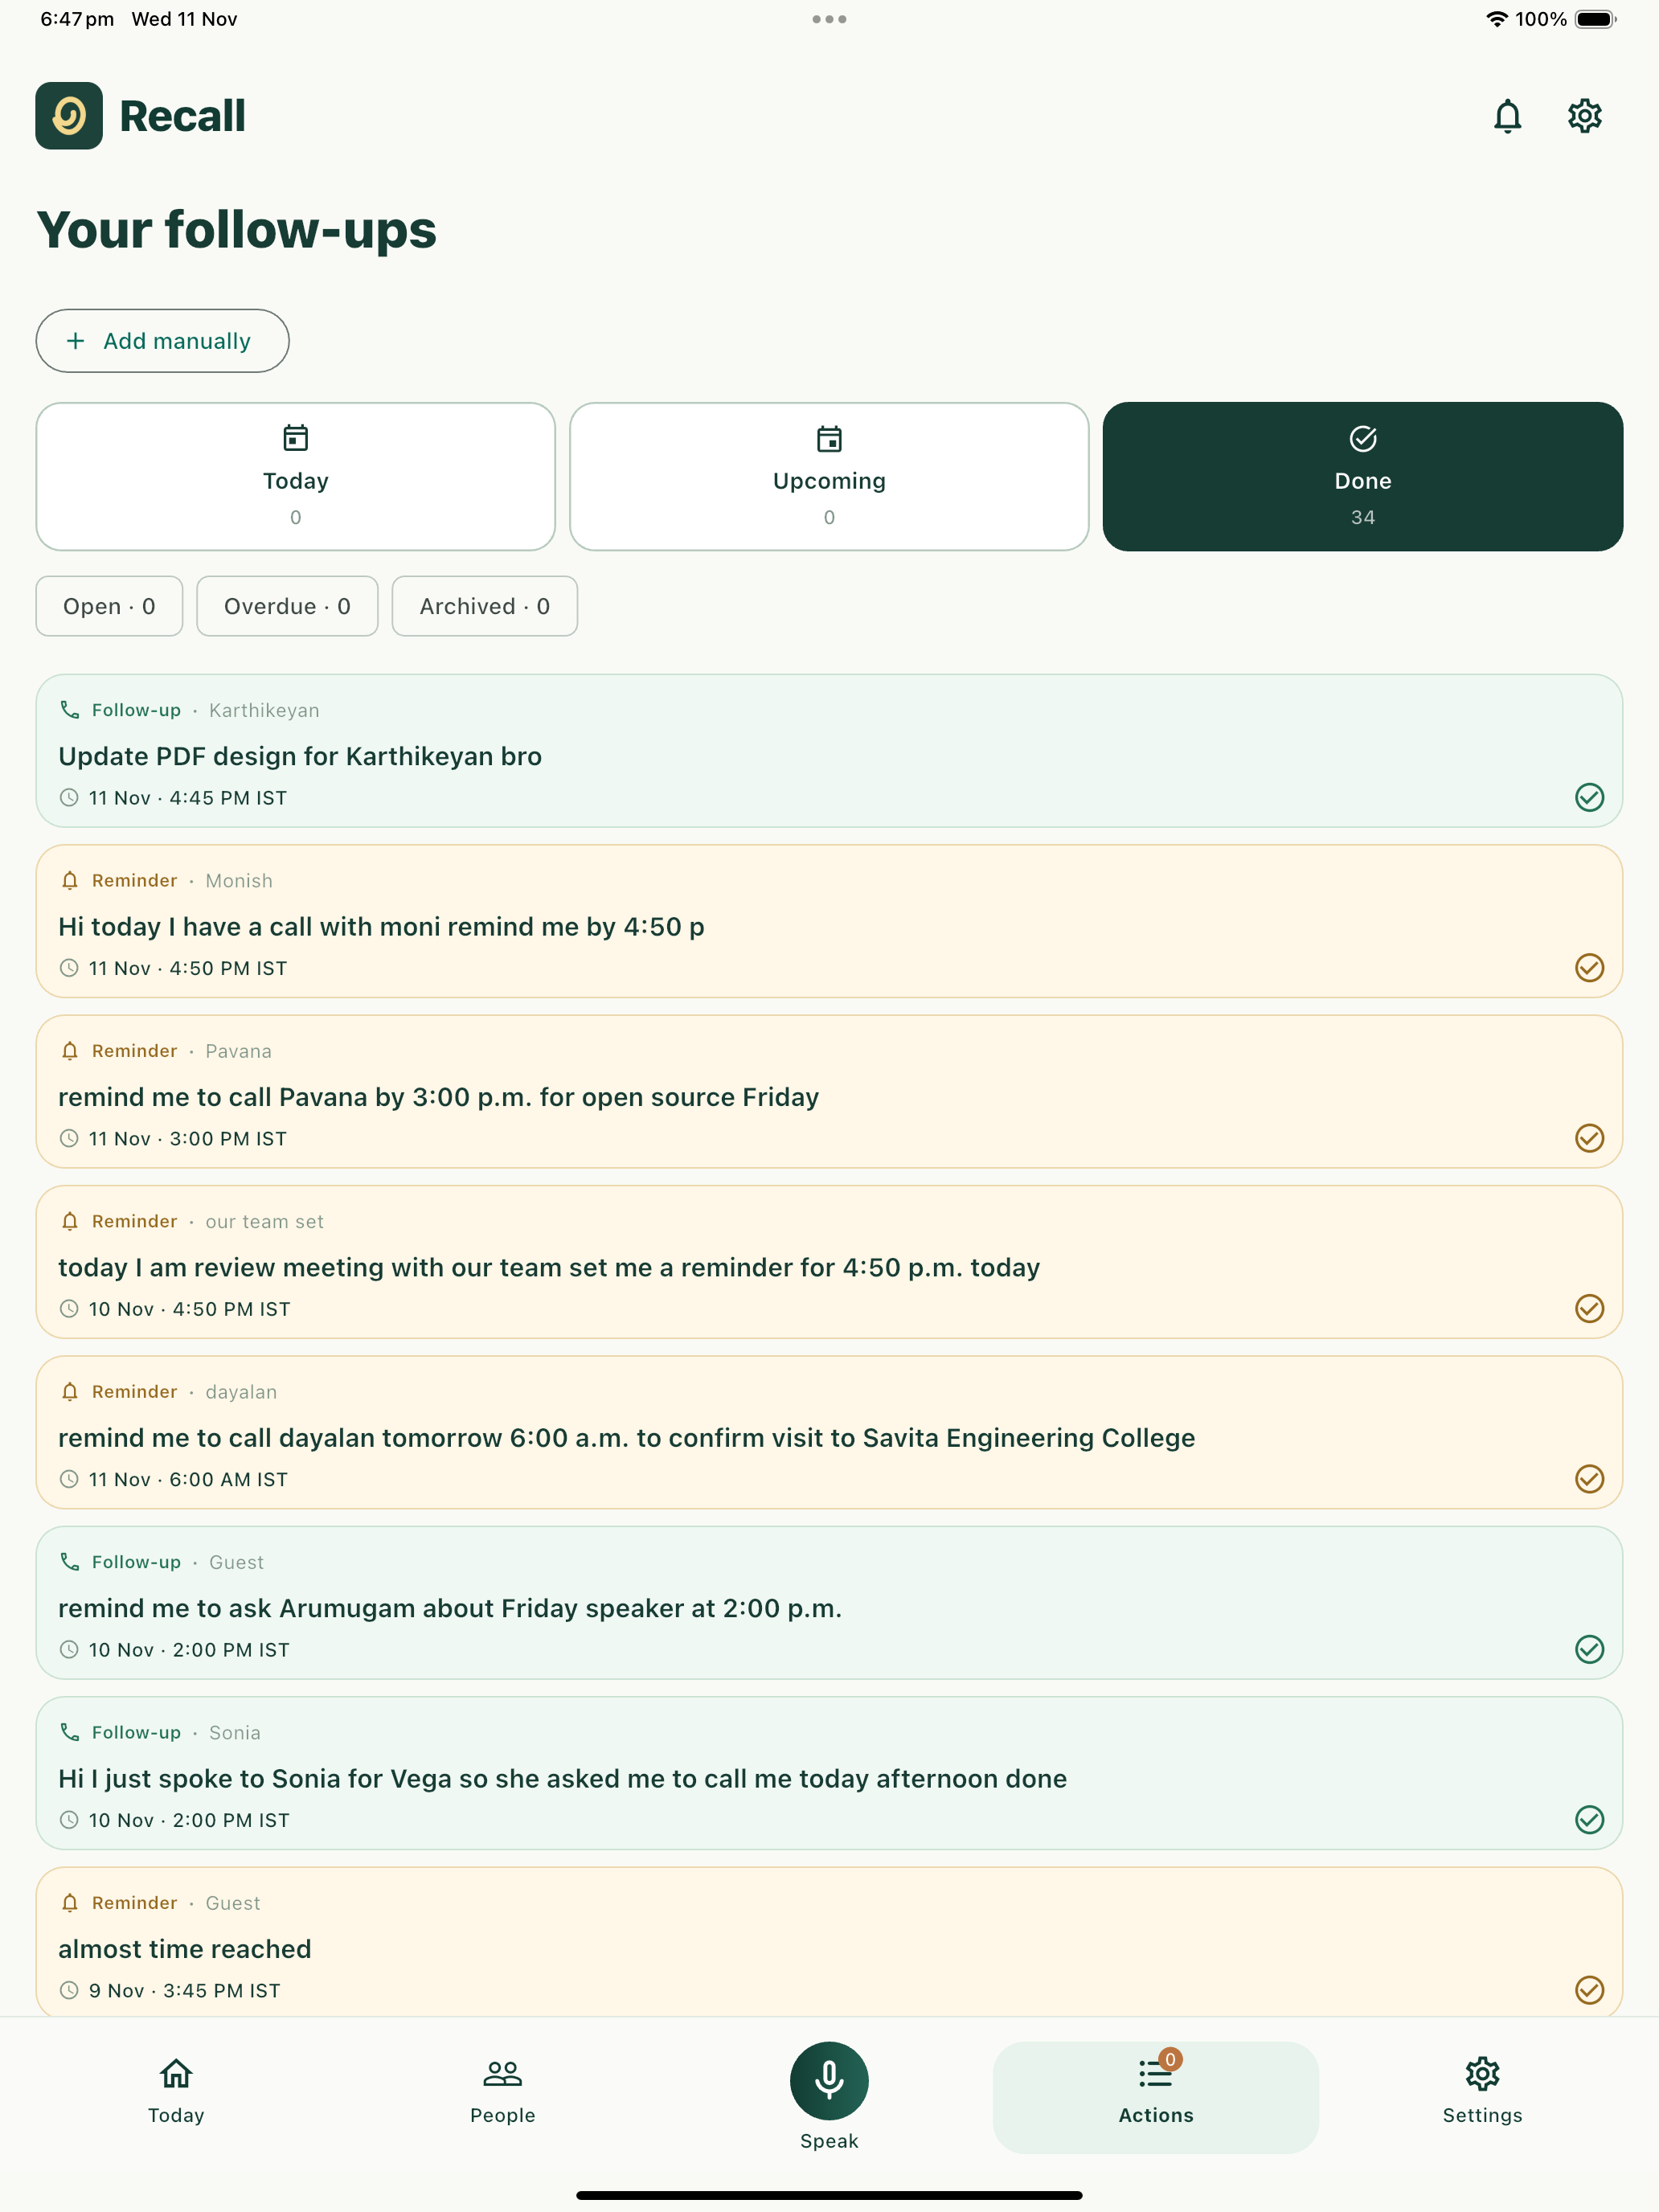 6:47 pm Wed 11 Nov
100%
Recall
Your follow-ups
+ Add manually
Today
0
Upcoming
0
Done
34
Open · 0
Overdue · 0
Archived · 0
Follow-up · Karthikeyan
Update PDF design for Karthikeyan bro
11 Nov · 4:45 PM IST
Reminder · Monish
Hi today I have a call with moni remind me by 4:50 p
11 Nov · 4:50 PM IST
Reminder · Pavana
remind me to call Pavana by 3:00 p.m. for open source Friday
11 Nov · 3:00 PM IST
Reminder · our team set
today I am review meeting with our team set me a reminder for 4:50 p.m. today
10 Nov · 4:50 PM IST
Reminder · dayalan
remind me to call dayalan tomorrow 6:00 a.m. to confirm visit to Savita Engineering College
11 Nov · 6:00 AM IST
Follow-up · Guest
remind me to ask Arumugam about Friday speaker at 2:00 p.m.
10 Nov · 2:00 PM IST
Follow-up · Sonia
Hi I just spoke to Sonia for Vega so she asked me to call me today afternoon done
10 Nov · 2:00 PM IST
Reminder · Guest
almost time reached
9 Nov · 3:45 PM IST
Today
People
Speak
0
Actions
Settings